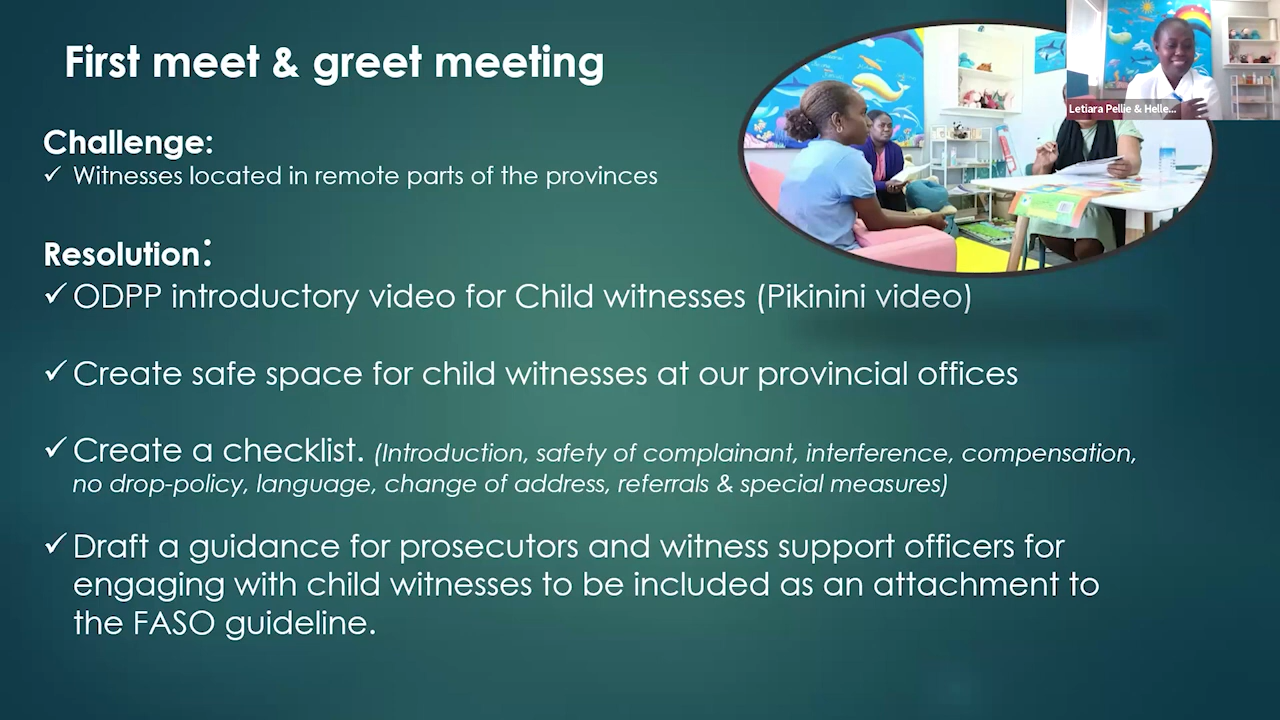 First meet & greet meeting
Letiara Pellie & Helle...
Challenge:
✓ Witnesses located in remote parts of the provinces
Resolution:
✓ ODPP introductory video for Child witnesses (Pikinini video)
✓ Create safe space for child witnesses at our provincial offices
✓ Create a checklist. (Introduction, safety of complainant, interference, compensation,
no drop-policy, language, change of address, referrals & special measures)
✓ Draft a guidance for prosecutors and witness support officers for
engaging with child witnesses to be included as an attachment to
the FASO guideline.